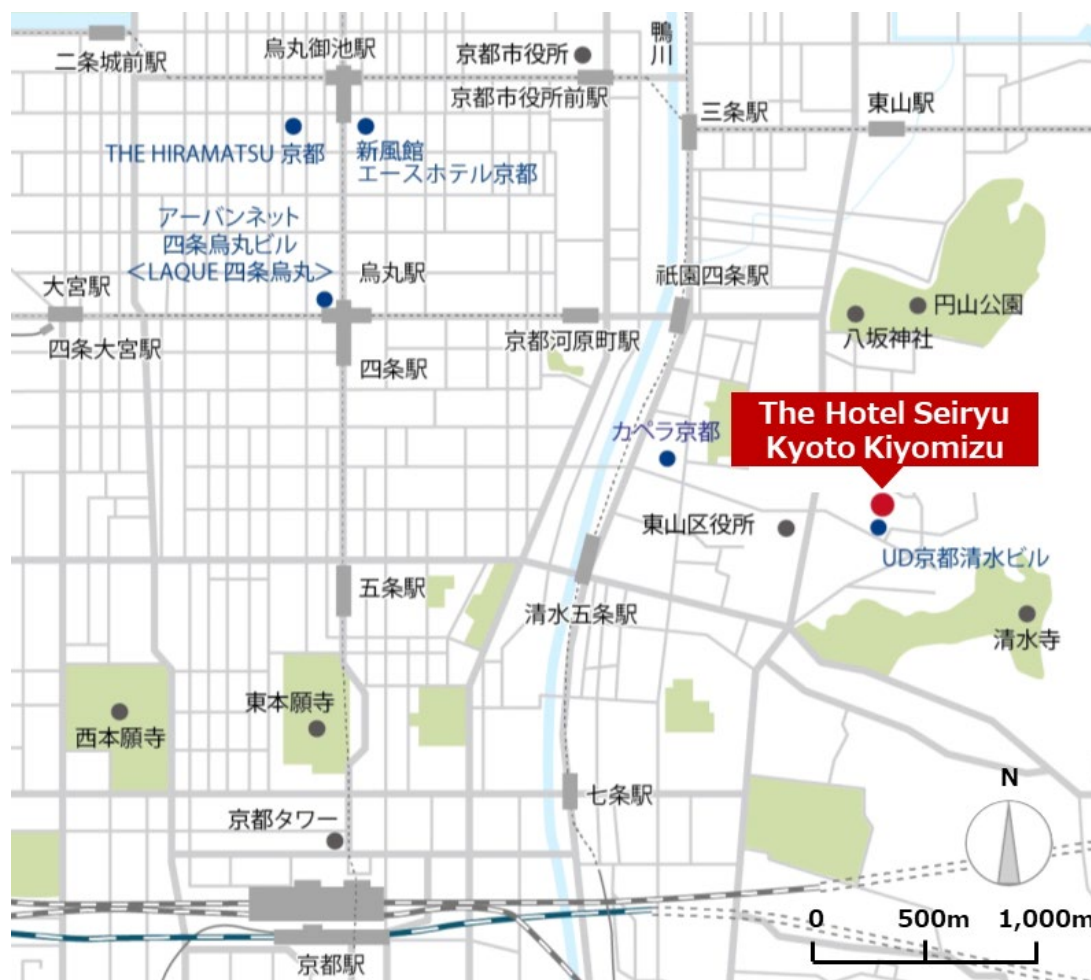 二条城前駅
烏丸御池駅
京都市役所
京都市役所前駅
鴨川
三条駅
東山駅
THE HIRAMATSU 京都
新風館
エースホテル京都
アーバンネット
四条烏丸ビル
<LAQUE 四条烏丸>
烏丸駅
大宮駅
四条大宮駅
四条駅
京都河原町駅
祇園四条駅
八坂神社
円山公園
The Hotel Seiryu
Kyoto Kiyomizu
カペラ京都
東山区役所
UD京都清水ビル
五条駅
清水五条駅
清水寺
西本願寺
東本願寺
七条駅
京都タワー
京都駅
N
0 500m 1,000m